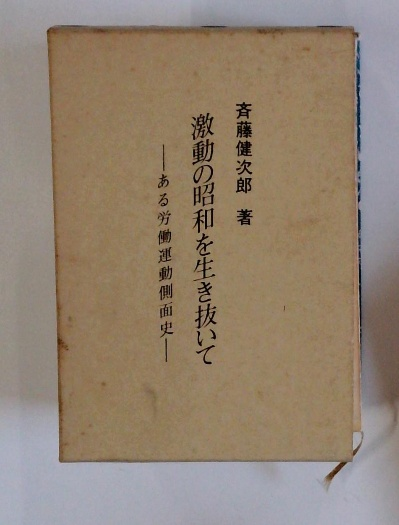 斉藤健次郎 著
激動の昭和を生き抜いて
──ある労働運動側面史──